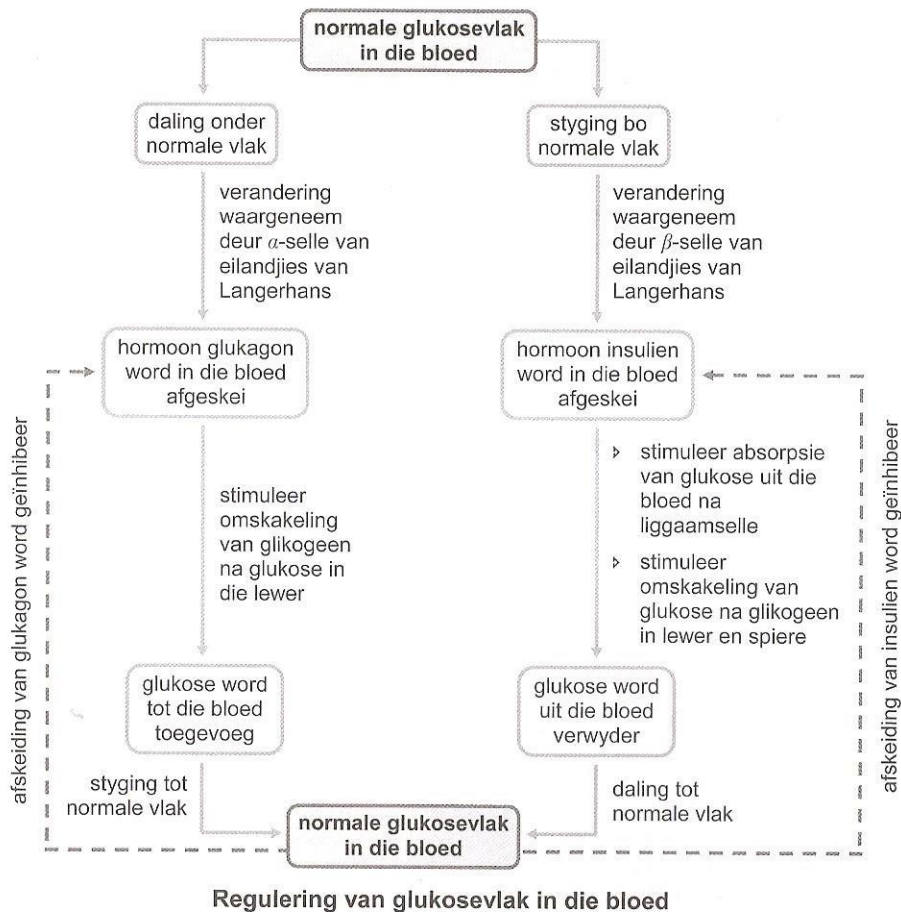 normale glukosevlak
in die bloed
daling onder
normale vlak
verandering
waargeneem
deur α-selle van
eilandjies van
Langerhans
hormoon glukagon
word in die bloed
afgeskei
stimuleer
omskakeling
van glikogeen
na glukose in
die lewer
glukose word
tot die bloed
toegevoeg
styging tot
normale vlak
afskeiding van glukagon word geïnhibeer
styging bo
normale vlak
verandering
waargeneem
deur β-selle van
eilandjies van
Langerhans
hormoon insulien
word in die bloed
afgeskei
stimuleer absorpsie
van glukose uit die
bloed na
liggaamselle
stimuleer
omskakeling van
glukose na glikogeen
in lewer en spiere
glukose word
uit die bloed
verwyder
daling tot
normale vlak
afskeiding van insulien word geïnhibeer
normale glukosevlak
in die bloed
Regulering van glukosevlak in die bloed